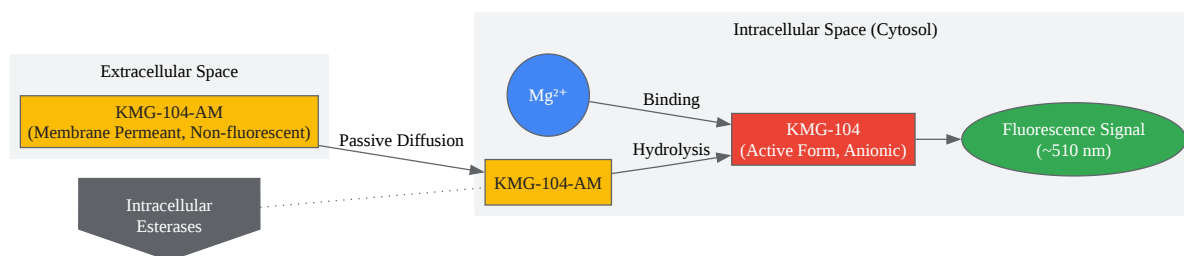 Extracellular Space
KMG-104-AM
(Membrane Permeant, Non-fluorescent)
Passive Diffusion
Intracellular
Esterases
Intracellular Space (Cytosol)
Mg²⁺
Binding
KMG-104-AM
Hydrolysis
KMG-104
(Active Form, Anionic)
Fluorescence Signal
(~510 nm)